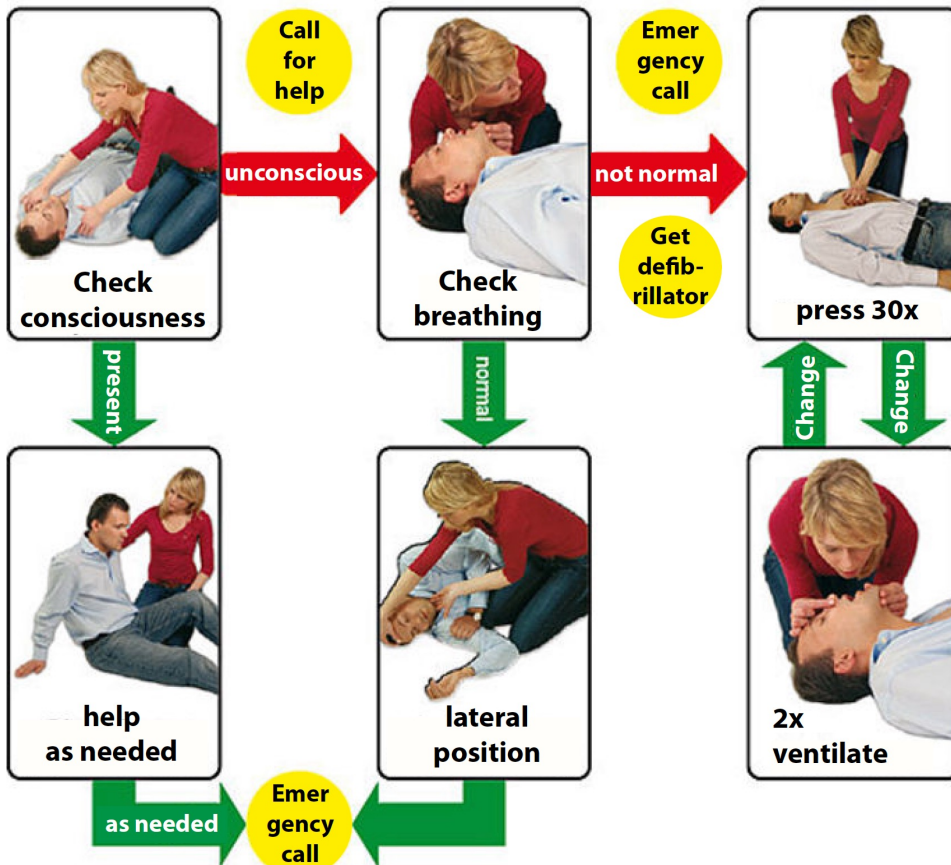 Call
for
help
Emer
gency
call
unconscious
not normal
Get
defib-
rillator
Check
consciousness
Check
breathing
press 30x
present
normal
Change
Change
help
as needed
lateral
position
2x
ventilate
as needed
Emer
gency
call